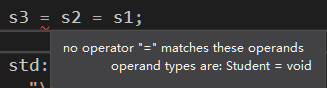 s3 = s2 = s1;
no operator "=" matches these operands
operand types are: Student = void
std:
"\